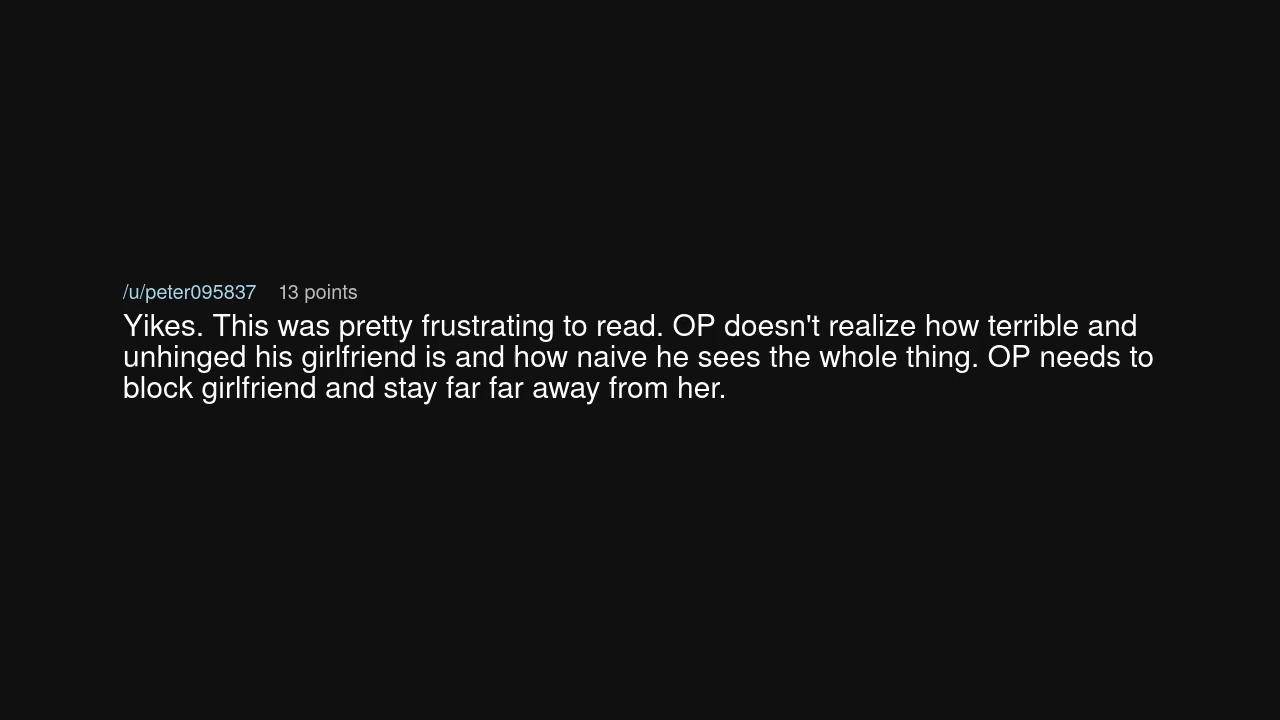 /u/peter095837 13 points
Yikes. This was pretty frustrating to read. OP doesn't realize how terrible and
unhinged his girlfriend is and how naive he sees the whole thing. OP needs to
block girlfriend and stay far far away from her.